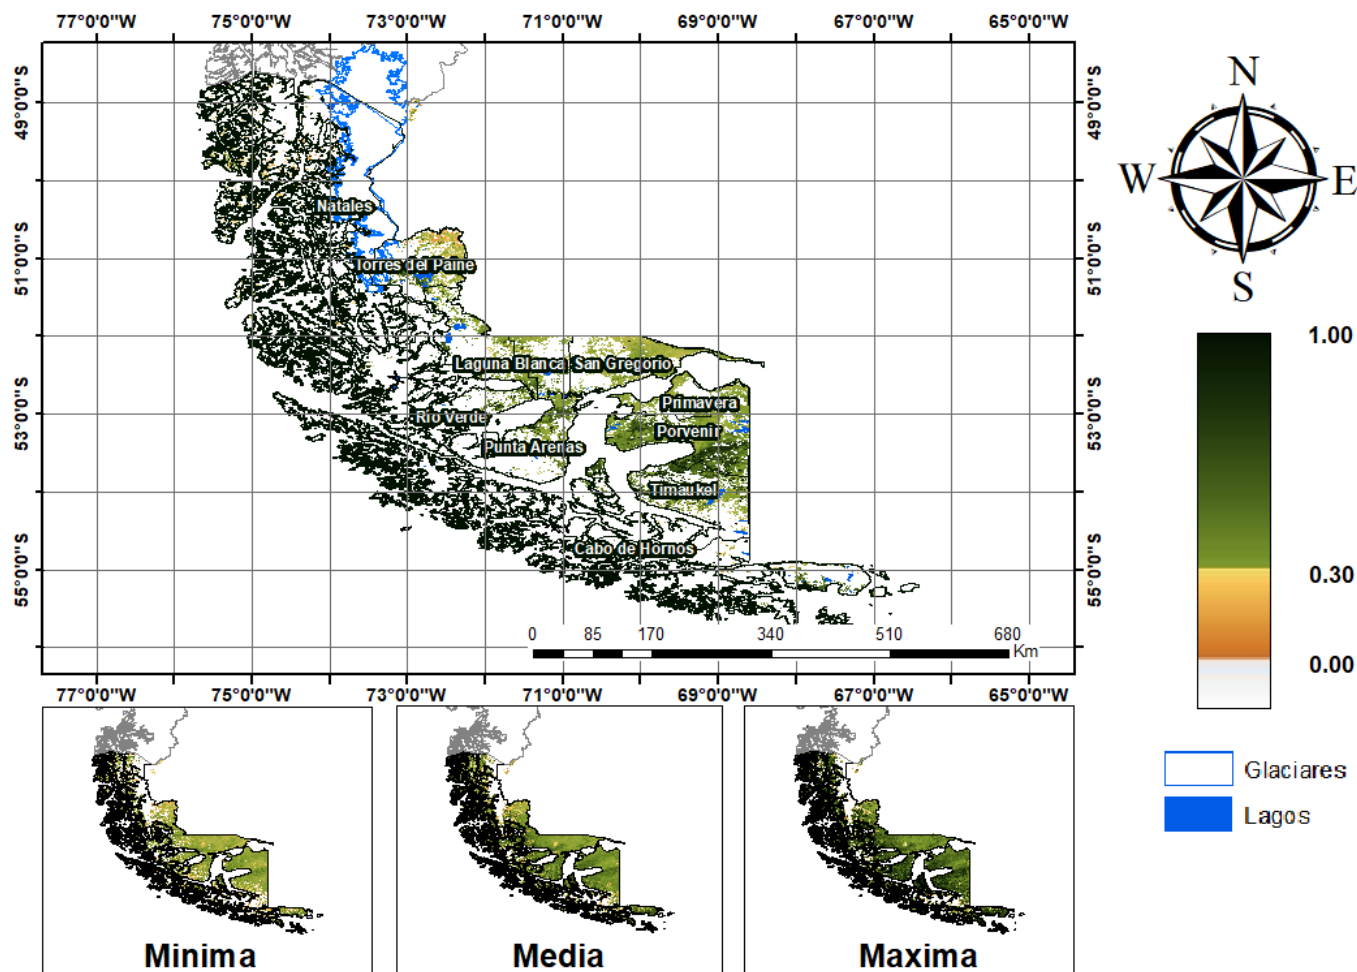 77°0'0"W 75°0'0"W 73°0'0"W 71°0'0"W 69°0'0"W 67°0'0"W 65°0'0"W
49°0'0"S
49°0'0"S
51°0'0"S
51°0'0"S
53°0'0"S
53°0'0"S
55°0'0"S
55°0'0"S
Natales
Torres del Paine
Laguna Blanca
San Gregorio
Primavera
Rio Verde
Porvenir
Punta Arenas
Timaukel
Cabo de Hornos
0 85 170 340 510 680
Km
77°0'0"W 75°0'0"W 73°0'0"W 71°0'0"W 69°0'0"W 67°0'0"W 65°0'0"W
N
W E
S
1.00
0.30
0.00
Glaciares
Lagos
Minima
Media
Maxima